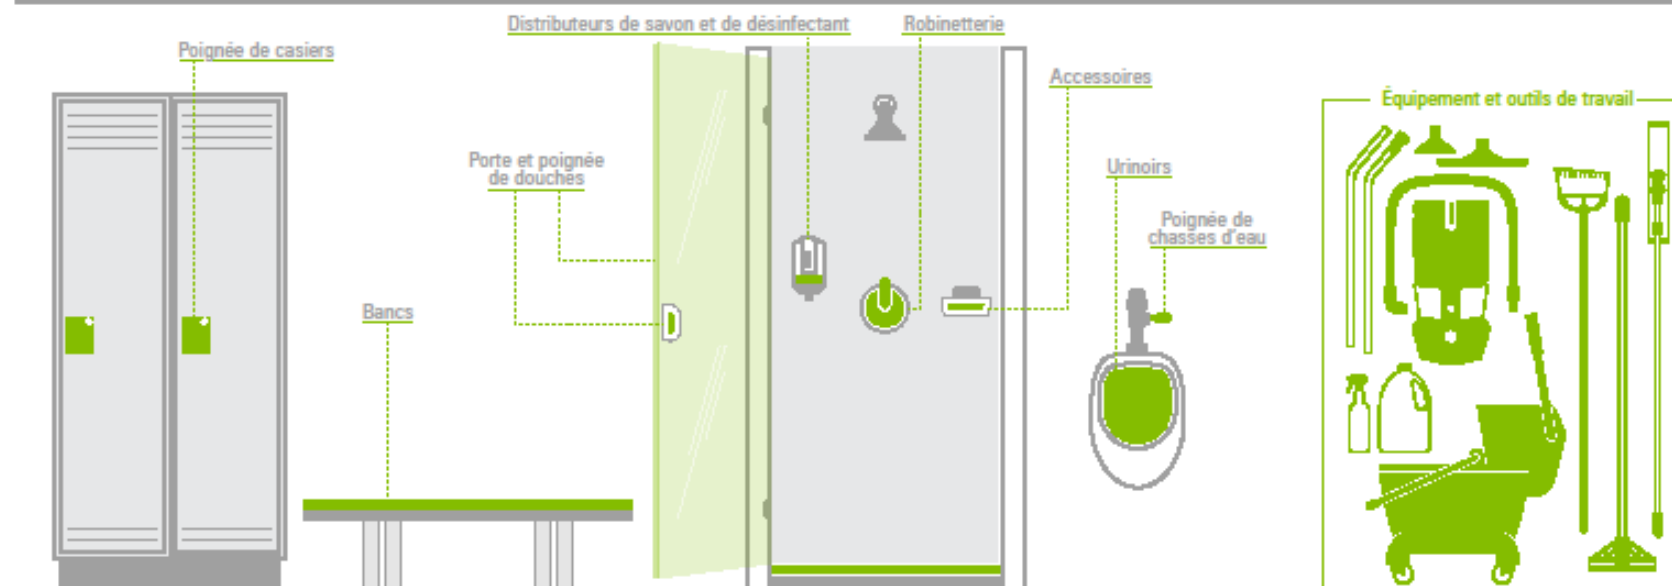 Distributeurs de savon et de désinfectant
Robinetterie
Poignée de casiers
Accessoires
Équipement et outils de travail
Porte et poignée
de douches
Urinoirs
Poignée de
chasses d'eau
Bancs